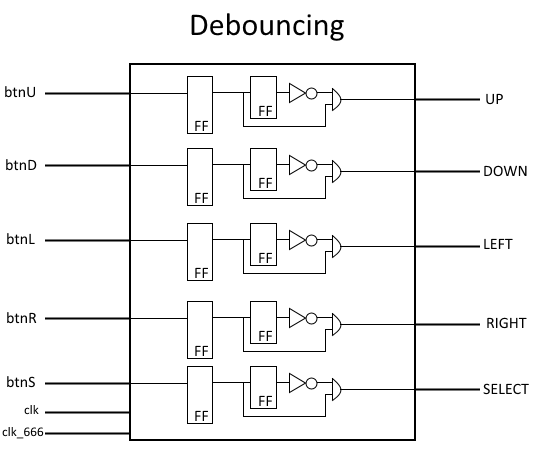 Debouncing
btnU FF FF UP
btnD FF FF DOWN
btnL FF FF LEFT
btnR FF FF RIGHT
btnS FF FF SELECT
clk
clk_666